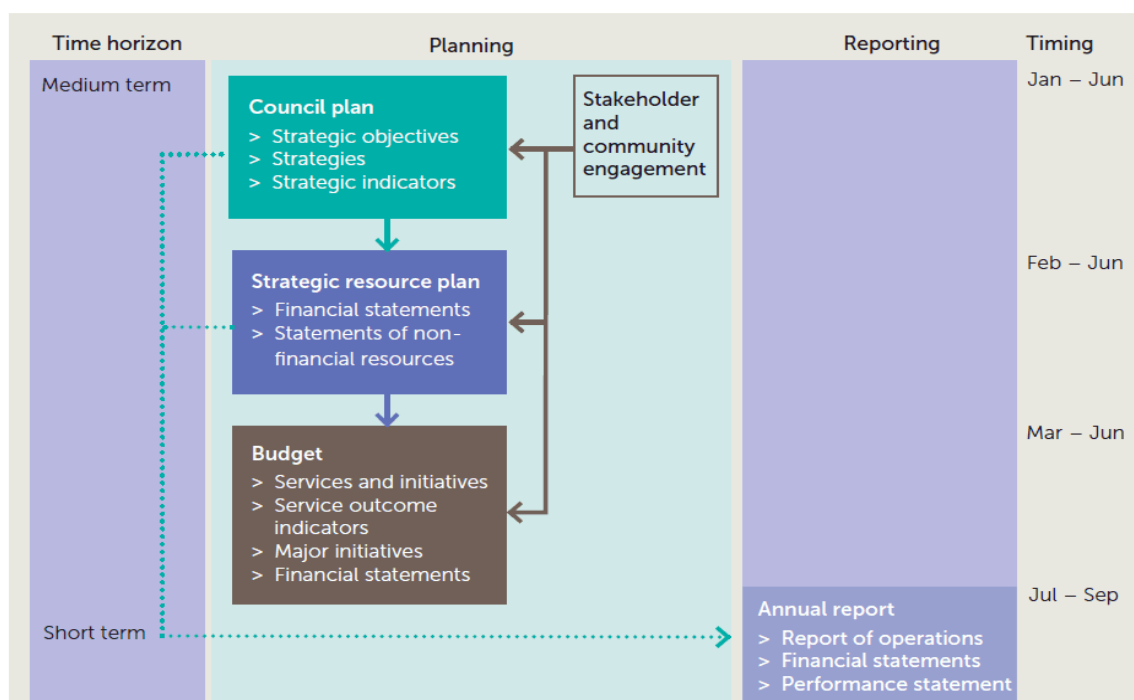 Time horizon
Planning
Reporting
Timing
Medium term
Jan – Jun
Council plan
> Strategic objectives
> Strategies
> Strategic indicators
Stakeholder
and
community
engagement
Feb – Jun
Strategic resource plan
> Financial statements
> Statements of non-
financial resources
Mar – Jun
Budget
> Services and initiatives
> Service outcome
indicators
> Major initiatives
> Financial statements
Jul – Sep
Short term
Annual report
> Report of operations
> Financial statements
> Performance statement